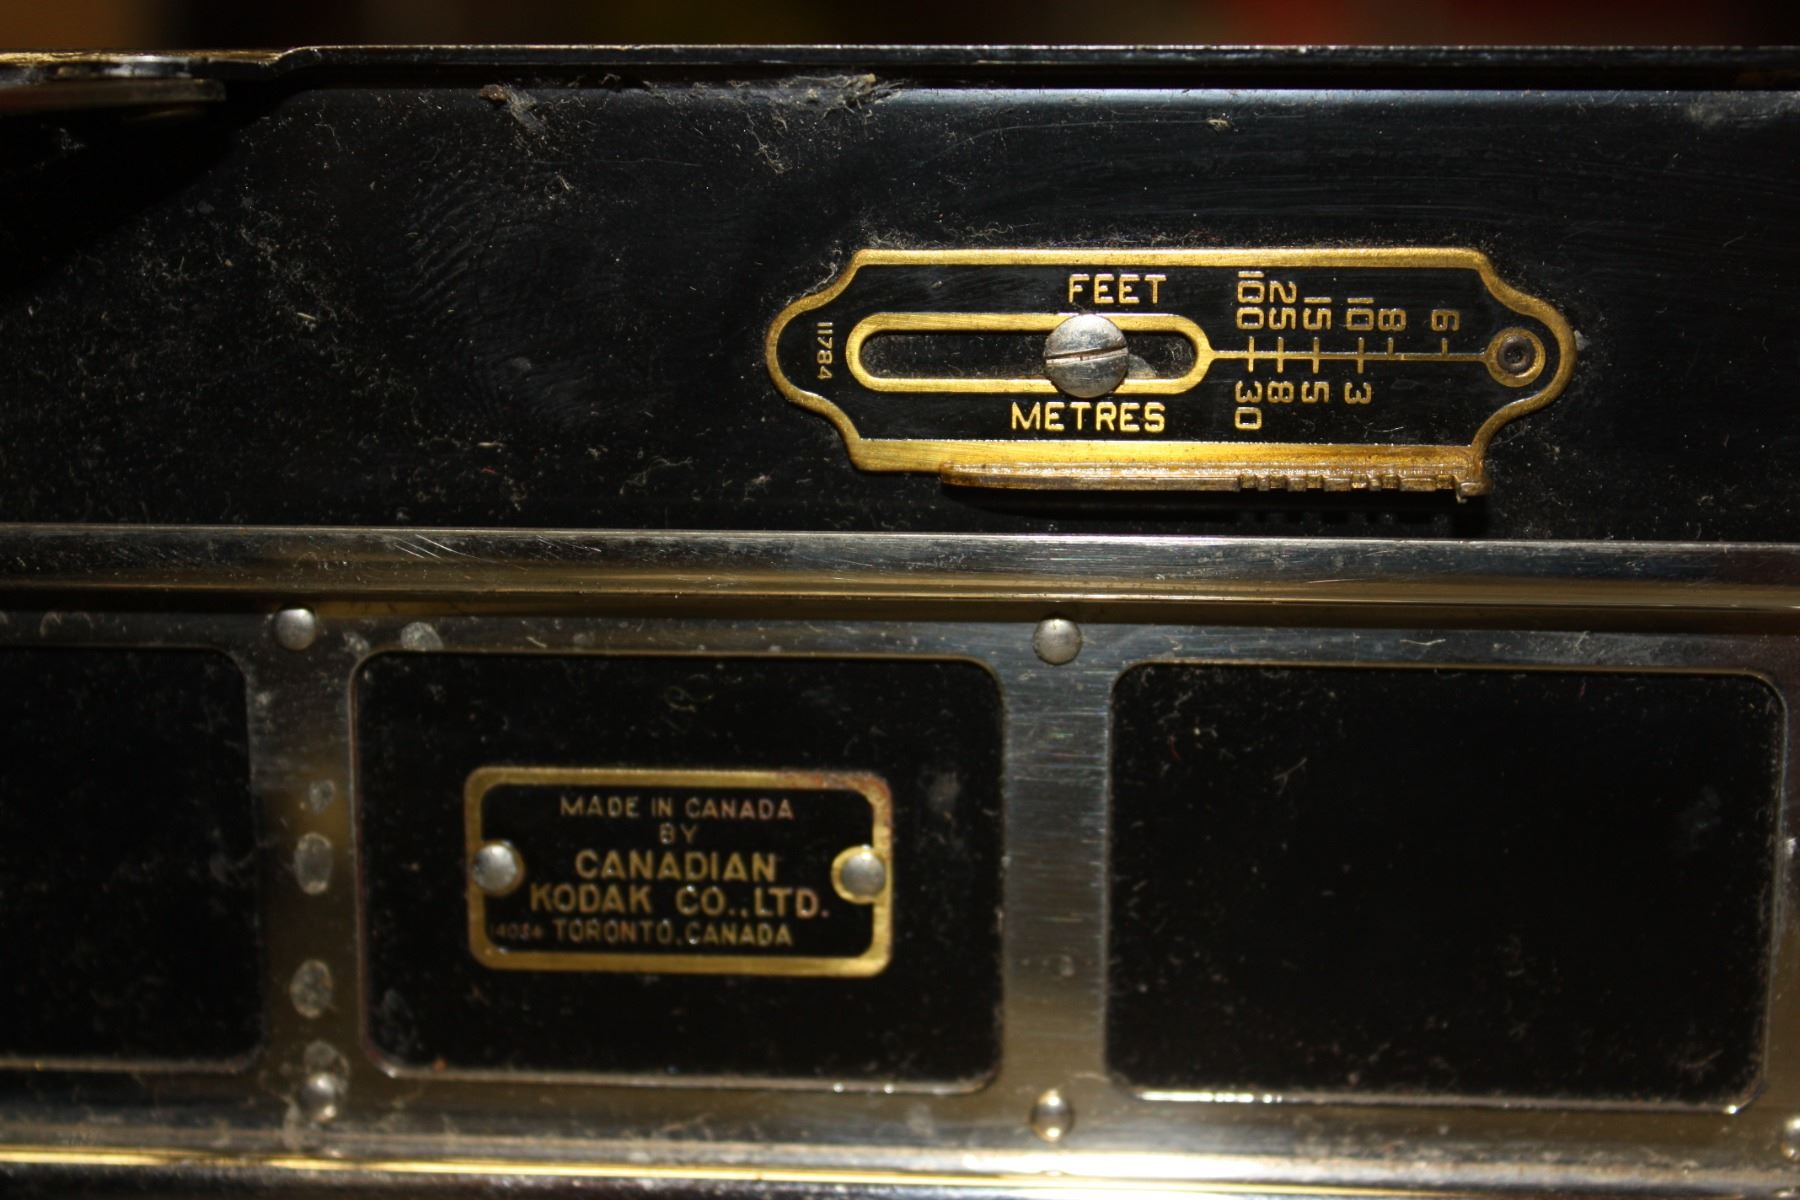 FEET
100 25 15 10 8 6
11784
30 8 5 3
METRES
MADE IN CANADA
BY
CANADIAN
KODAK CO., LTD.
TORONTO, CANADA